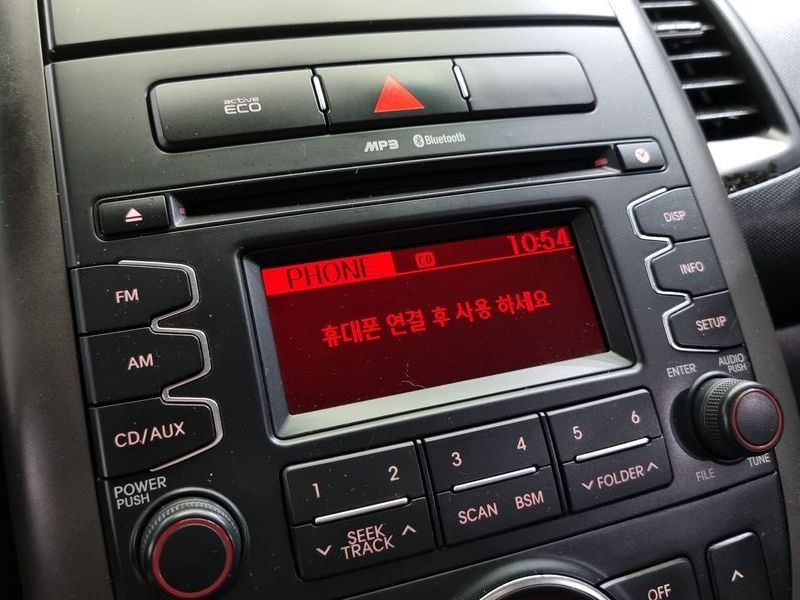 active
ECO
MP3 Bluetooth
DISP
INFO
SETUP
PHONE CD 10:54
휴대폰 연결 후 사용 하세요
FM
AM
CD/AUX
POWER
PUSH
ENTER
AUDIO
PUSH
FILE
TUNE
1 2
3 4
5 6
SEEK
TRACK
SCAN BSM
FOLDER
OFF